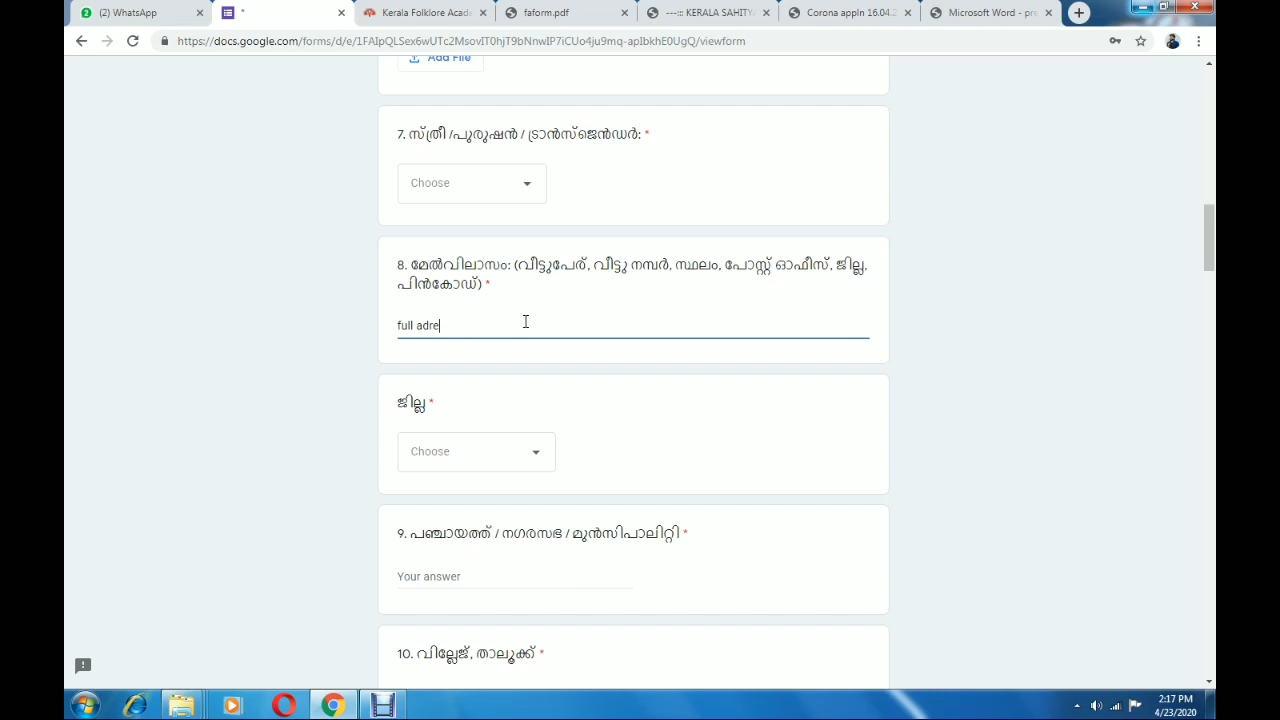 (2) WhatsApp
*
Kerala Folklore Acad
faform.pdf
---::: KERALA SAHITYA
Corona appln 16.04.2
Microsoft Word - pre
https://docs.google.com/forms/d/e/1FAIpQLSex6wUTc2MsovIT0hjT9bNnwIP7iCUo4ju9mq-apIbkhE0UgQ/viewform
Add File
7. സ്ത്രീ /പുരുഷൻ / ട്രാൻസ്ജെൻഡർ: *
Choose
8. മേൽവിലാസം: (വീട്ടുപേര്, വീട്ടു നമ്പർ, സ്ഥലം, പോസ്റ്റ് ഓഫീസ്, ജില്ല,
പിൻകോഡ്) *
full adre
ജില്ല *
Choose
9. പഞ്ചായത്ത് / നഗരസഭ / മുൻസിപാലിറ്റി *
Your answer
10. വില്ലേജ്, താലൂക്ക് *
2:17 PM
4/23/2020